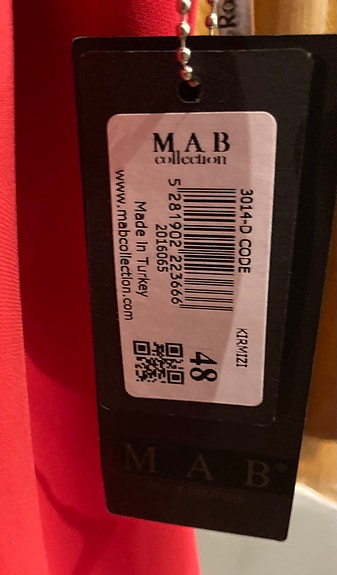 MAB
collection
3014-D CODE
KIRMIZI
48
5 281902 223666
2016065
Made In Turkey
www.mabcollection.com
MAB